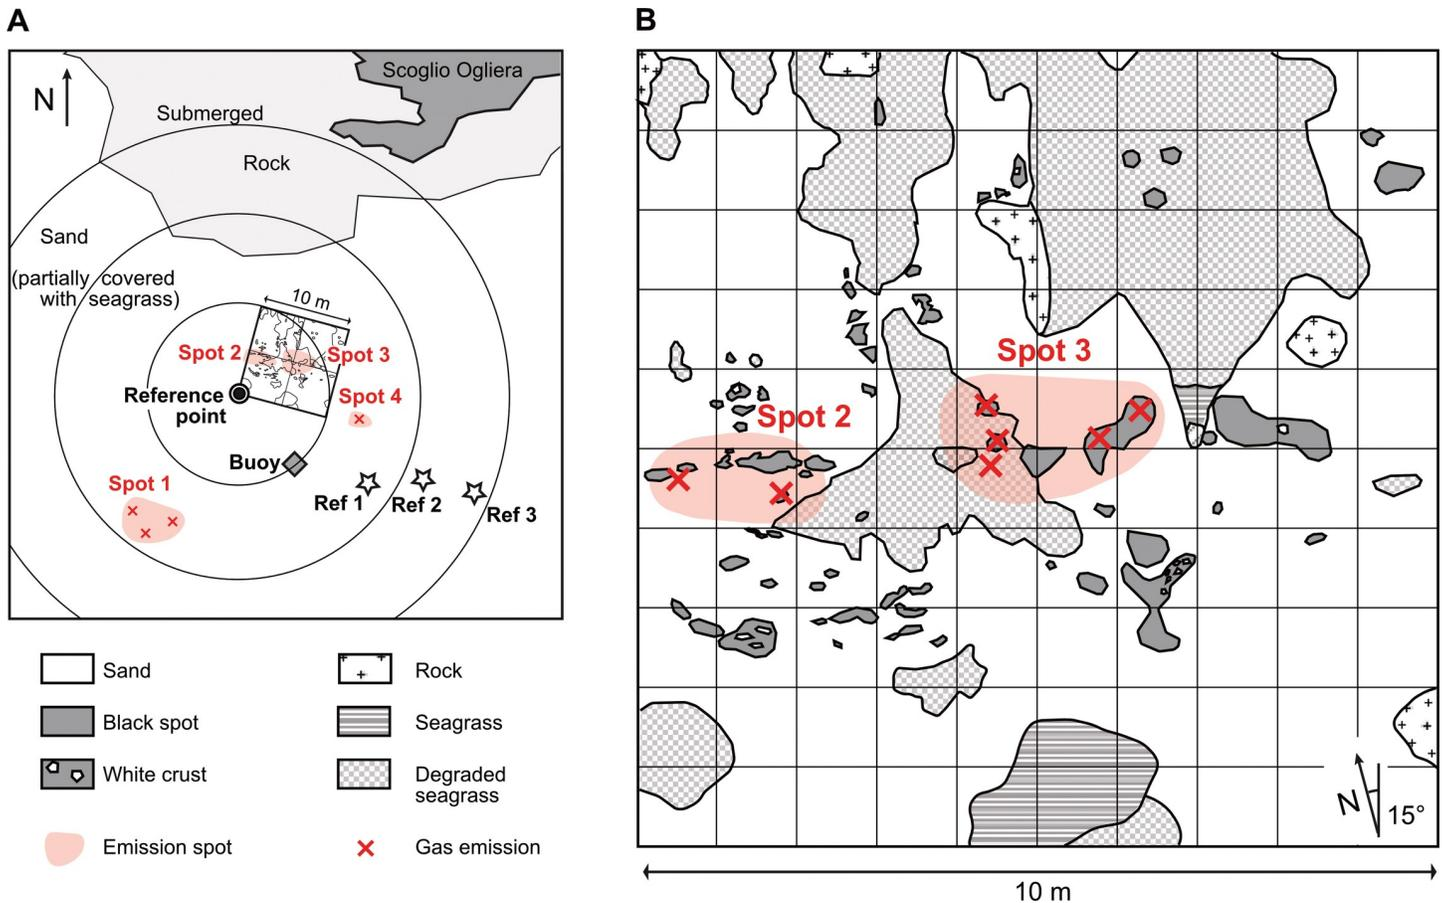 A
B
Scoglio Ogliera
N
Submerged
Rock
Sand
(partially covered
with seagrass)
10 m
Spot 2
Spot 3
Reference
point
Spot 4
Buoy
Spot 1
Ref 1
Ref 2
Ref 3
Sand
Rock
Black spot
Seagrass
White crust
Degraded
seagrass
Emission spot
Gas emission
Spot 3
Spot 2
N
15°
10 m